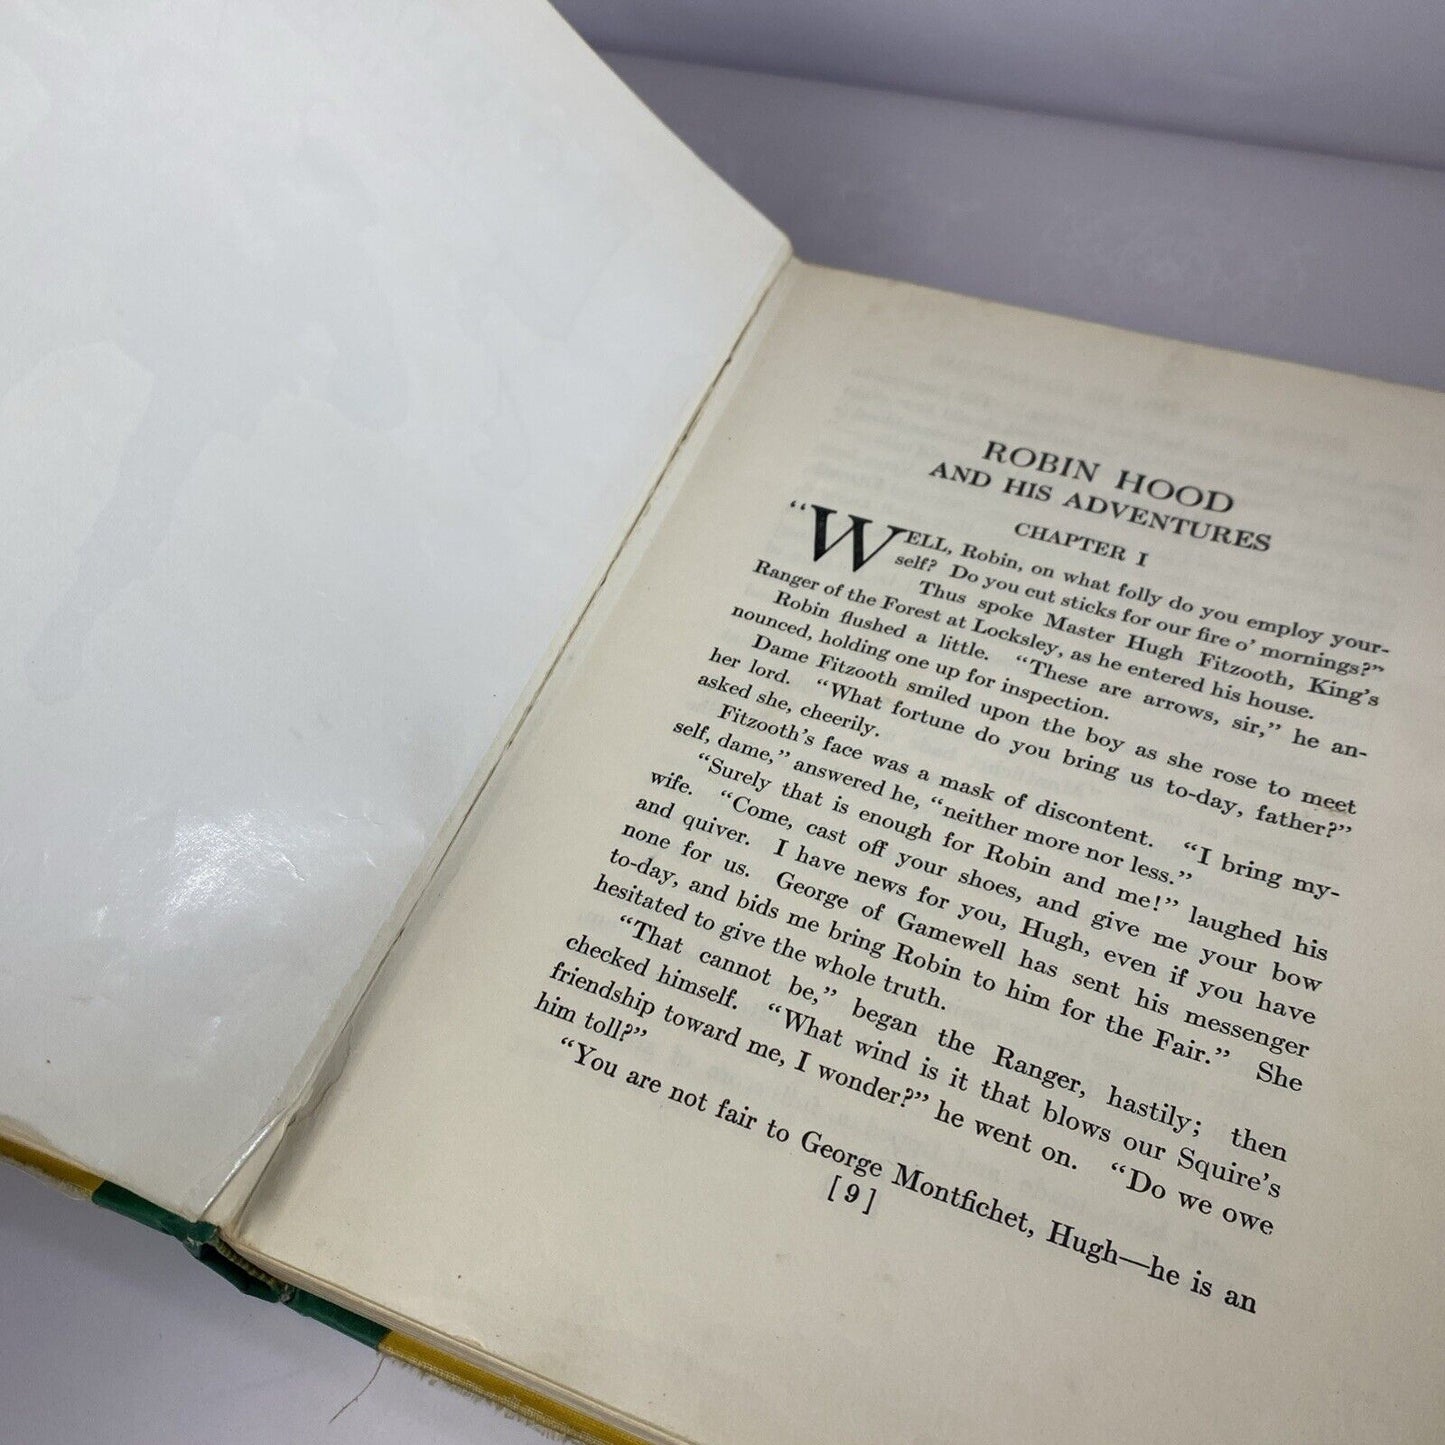 ROBIN HOOD
AND HIS ADVENTURES
CHAPTER I
“WELL, Robin, on what folly do you employ your-
self? Do you cut sticks for our fire o’ mornings?”
Thus spoke Master Hugh Fitzooth, King’s
Ranger of the Forest at Locksley, as he entered his house.
Robin flushed a little. “These are arrows, sir,” he an-
nounced, holding one up for inspection.
Dame Fitzooth smiled upon the boy as she rose to meet
her lord. “What fortune do you bring us to-day, father?”
asked she, cheerily.
Fitzooth’s face was a mask of discontent. “I bring my-
self, dame,” answered he, “neither more nor less.”
“Surely that is enough for Robin and me!” laughed his
wife. “Come, cast off your shoes, and give me your bow
and quiver. I have news for you, Hugh, even if you have
none for us. George of Gamewell has sent his messenger
to-day, and bids me bring Robin to him for the Fair.” She
hesitated to give the whole truth.
“That cannot be,” began the Ranger, hastily; then
checked himself. “What wind is it that blows our Squire’s
friendship toward me, I wonder?” he went on. “Do we owe
him toll?”
“You are not fair to George Montfichet, Hugh—he is an
[ 9 ]